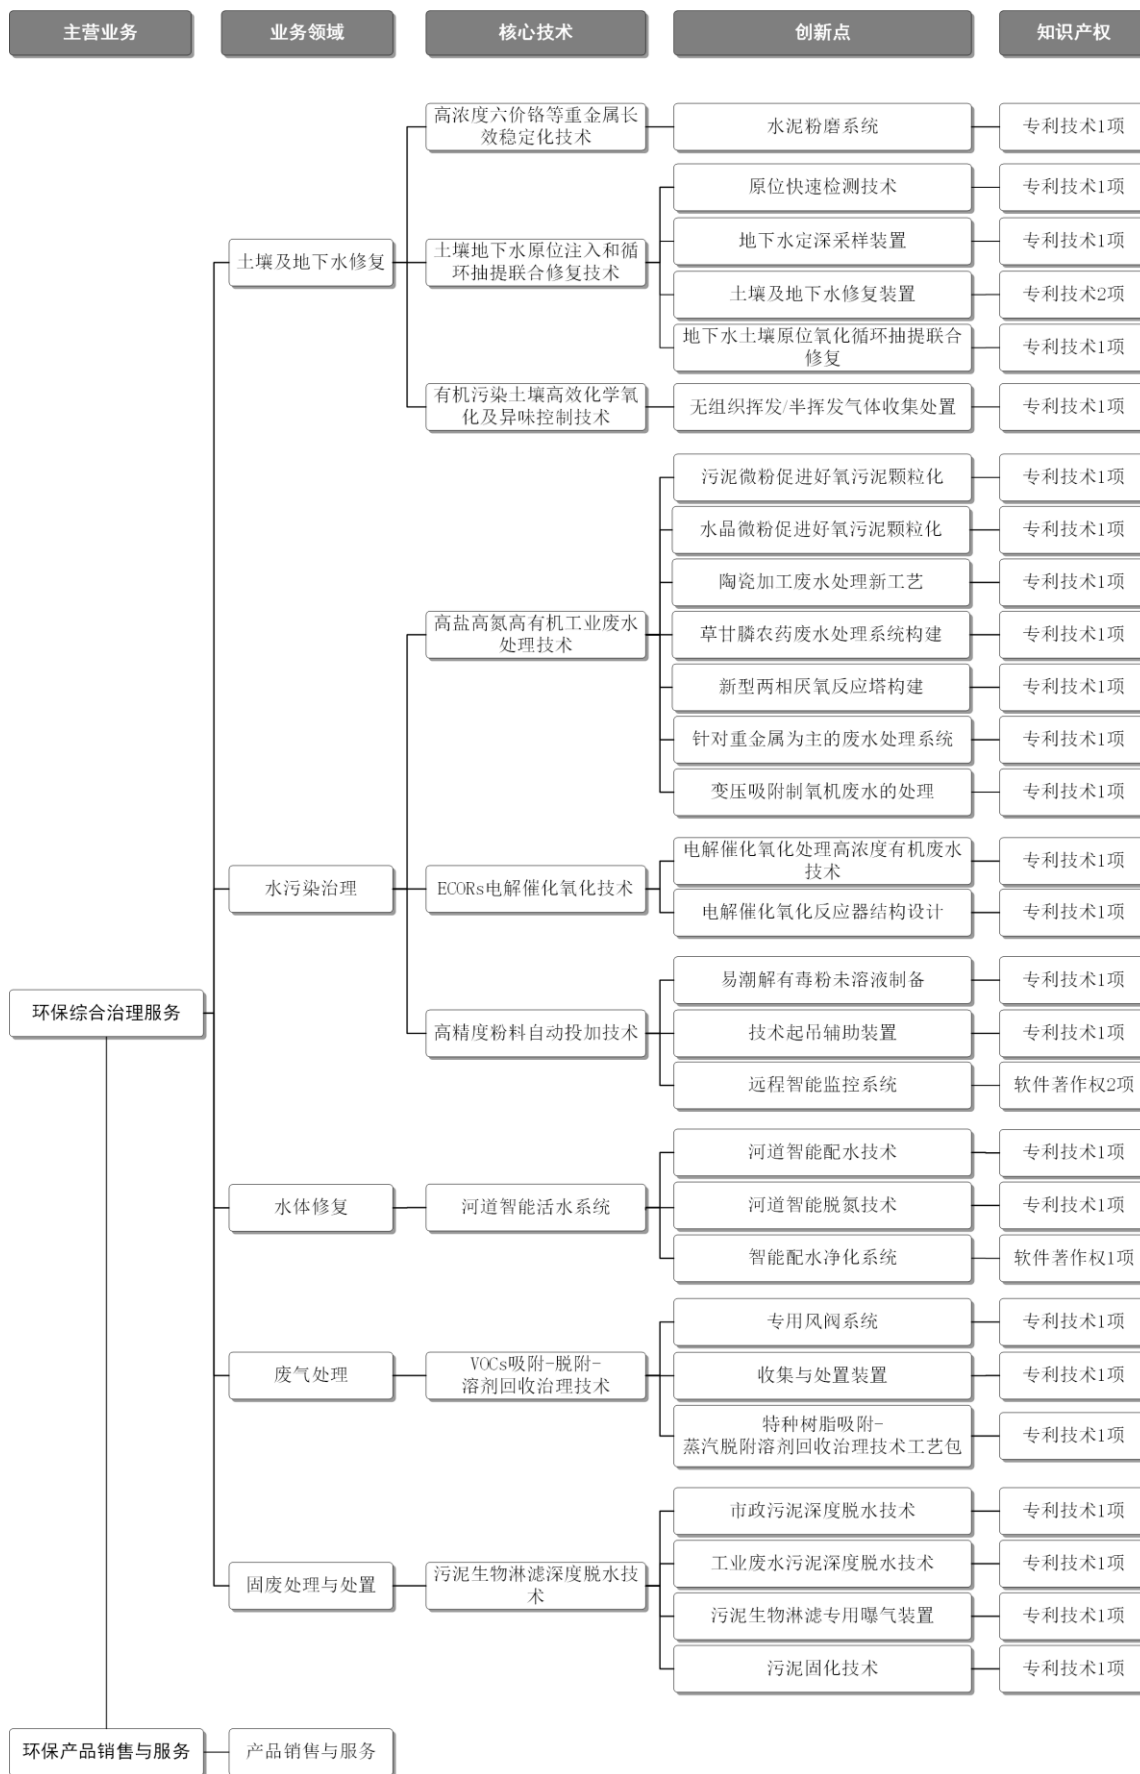 主营业务
业务领域
核心技术
创新点
知识产权
高浓度六价铬等重金属长
效稳定化技术
水泥粉磨系统
专利技术1项
原位快速检测技术
专利技术1项
土壤及地下水修复
土壤地下水原位注入和循
环抽提联合修复技术
地下水定深采样装置
专利技术1项
土壤及地下水修复装置
专利技术2项
地下水土壤原位氧化循环抽提联合
修复
专利技术1项
有机污染土壤高效化学氧
化及异味控制技术
无组织挥发/半挥发气体收集处置
专利技术1项
污泥微粉促进好氧污泥颗粒化
专利技术1项
水晶微粉促进好氧污泥颗粒化
专利技术1项
陶瓷加工废水处理新工艺
专利技术1项
高盐高氮高有机工业废水
处理技术
草甘膦农药废水处理系统构建
专利技术1项
新型两相厌氧反应塔构建
专利技术1项
针对重金属为主的废水处理系统
专利技术1项
变压吸附制氧机废水的处理
专利技术1项
水污染治理
ECORs电解催化氧化技术
电解催化氧化处理高浓度有机废水
技术
专利技术1项
电解催化氧化反应器结构设计
专利技术1项
环保综合治理服务
高精度粉料自动投加技术
易潮解有毒粉未溶液制备
专利技术1项
技术起吊辅助装置
专利技术1项
远程智能监控系统
软件著作权2项
水体修复
河道智能活水系统
河道智能配水技术
专利技术1项
河道智能脱氮技术
专利技术1项
智能配水净化系统
软件著作权1项
废气处理
VOCs吸附-脱附-
溶剂回收治理技术
专用风阀系统
专利技术1项
收集与处置装置
专利技术1项
特种树脂吸附-
蒸汽脱附溶剂回收治理技术工艺包
专利技术1项
固废处理与处置
污泥生物淋滤深度脱水技
术
市政污泥深度脱水技术
专利技术1项
工业废水污泥深度脱水技术
专利技术1项
污泥生物淋滤专用曝气装置
专利技术1项
污泥固化技术
专利技术1项
环保产品销售与服务
产品销售与服务